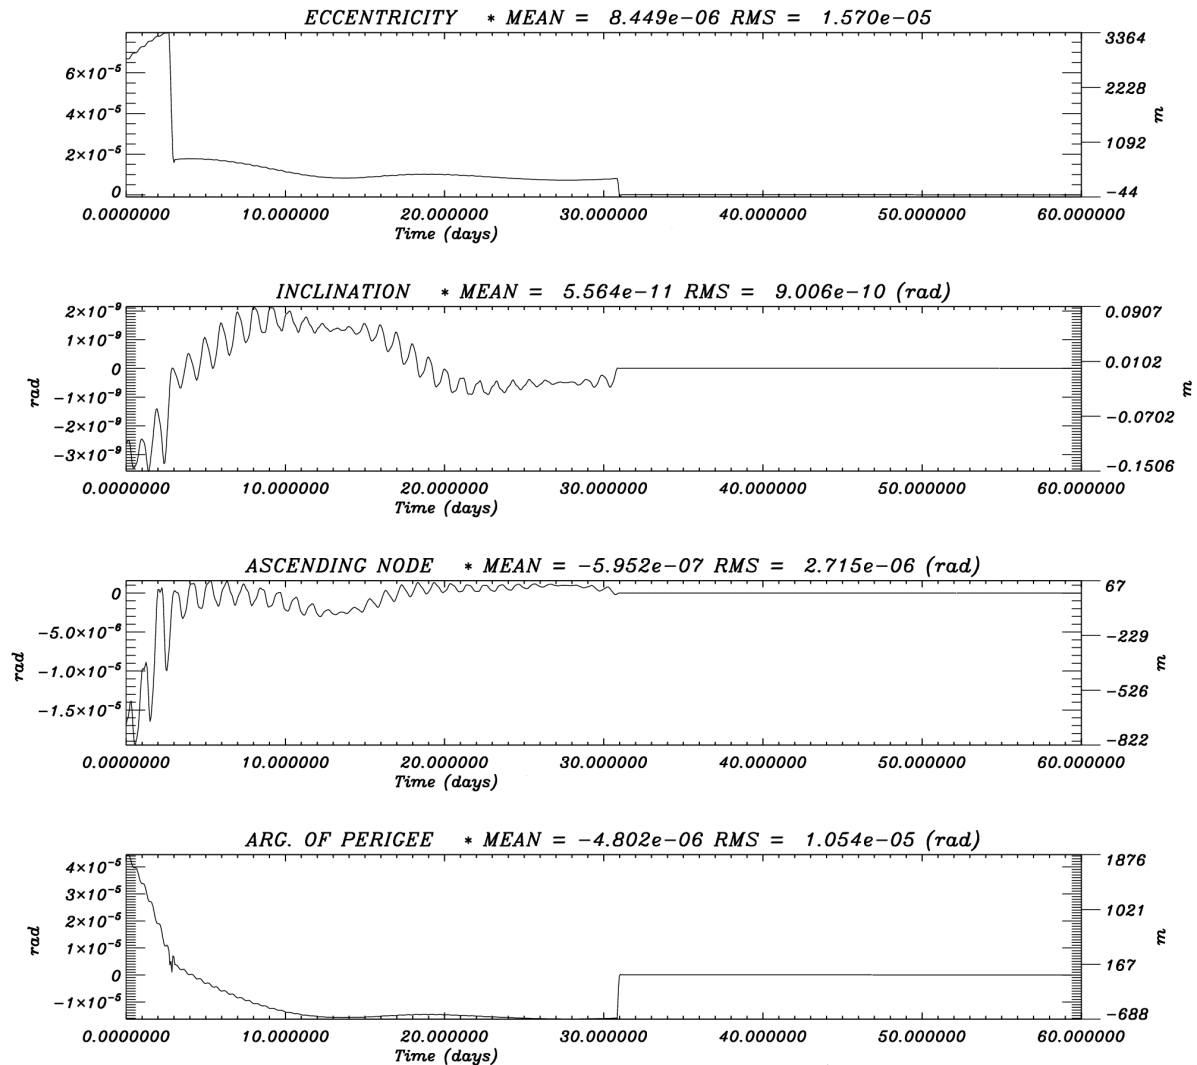 ECCENTRICITY * MEAN = 8.449e-06 RMS = 1.570e-05
3364
6×10⁻⁵
2228
4×10⁻⁵
m
1092
2×10⁻⁵
0
-44
0.0000000 10.000000 20.000000 30.000000 40.000000 50.000000 60.000000
Time (days)
INCLINATION * MEAN = 5.564e-11 RMS = 9.006e-10 (rad)
2×10⁻⁹
0.0907
1×10⁻⁹
0
0.0102
rad
m
-1×10⁻⁹
-0.0702
-2×10⁻⁹
-3×10⁻⁹
-0.1506
0.0000000 10.000000 20.000000 30.000000 40.000000 50.000000 60.000000
Time (days)
ASCENDING NODE * MEAN = -5.952e-07 RMS = 2.715e-06 (rad)
67
0
-5.0×10⁻⁶
-229
rad
m
-1.0×10⁻⁵
-526
-1.5×10⁻⁵
-822
0.0000000 10.000000 20.000000 30.000000 40.000000 50.000000 60.000000
Time (days)
ARG. OF PERIGEE * MEAN = -4.802e-06 RMS = 1.054e-05 (rad)
4×10⁻⁵
1876
3×10⁻⁵
1021
2×10⁻⁵
rad
m
1×10⁻⁵
167
0
-1×10⁻⁵
-688
0.0000000 10.000000 20.000000 30.000000 40.000000 50.000000 60.000000
Time (days)